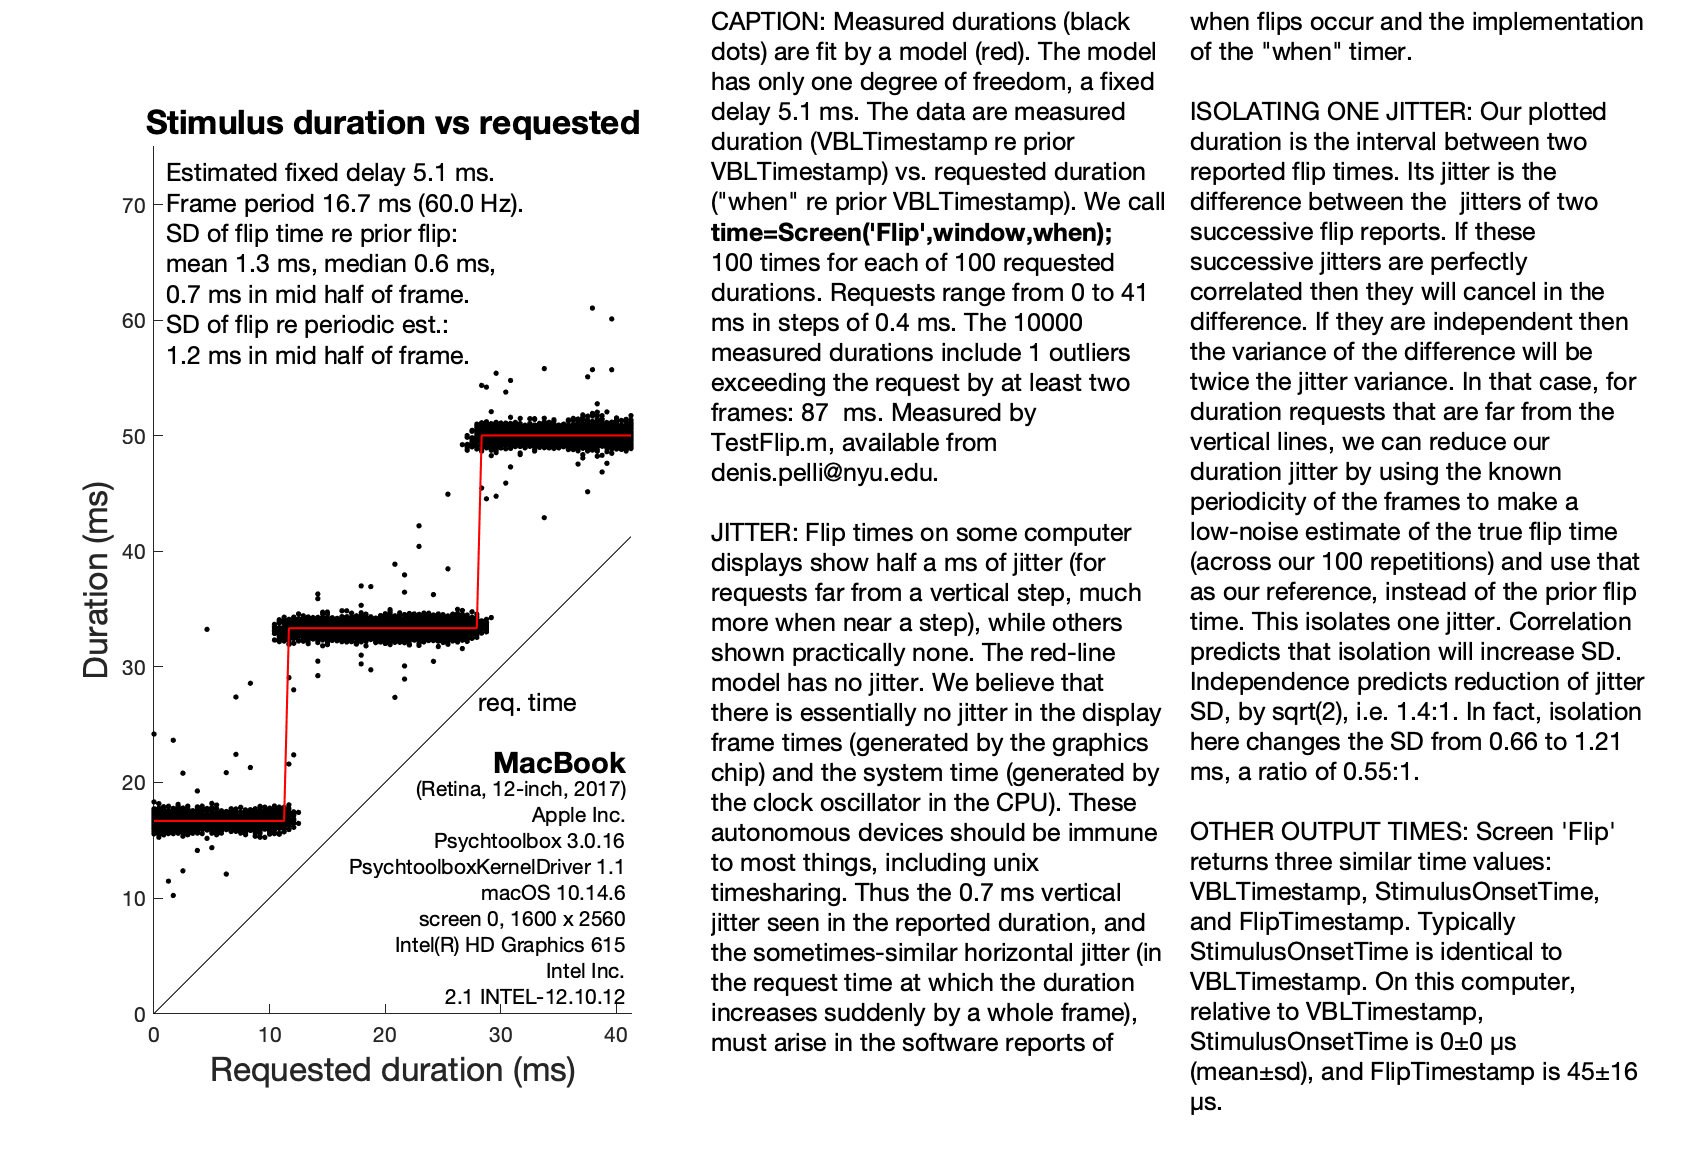 Stimulus duration vs requested
Estimated fixed delay 5.1 ms.
Frame period 16.7 ms (60.0 Hz).
SD of flip time re prior flip:
mean 1.3 ms, median 0.6 ms,
0.7 ms in mid half of frame.
SD of flip re periodic est.:
1.2 ms in mid half of frame.
70
60
50
40
30
20
10
0
Duration (ms)
req. time
MacBook
(Retina, 12-inch, 2017)
Apple Inc.
Psychtoolbox 3.0.16
PsychtoolboxKernelDriver 1.1
macOS 10.14.6
screen 0, 1600 x 2560
Intel(R) HD Graphics 615
Intel Inc.
2.1 INTEL-12.10.12
0 10 20 30 40
Requested duration (ms)
CAPTION: Measured durations (black
dots) are fit by a model (red). The model
has only one degree of freedom, a fixed
delay 5.1 ms. The data are measured
duration (VBLTimestamp re prior
VBLTimestamp) vs. requested duration
("when" re prior VBLTimestamp). We call
time=Screen('Flip',window,when);
100 times for each of 100 requested
durations. Requests range from 0 to 41
ms in steps of 0.4 ms. The 10000
measured durations include 1 outliers
exceeding the request by at least two
frames: 87  ms. Measured by
TestFlip.m, available from
denis.pelli@nyu.edu.
JITTER: Flip times on some computer
displays show half a ms of jitter (for
requests far from a vertical step, much
more when near a step), while others
shown practically none. The red-line
model has no jitter. We believe that
there is essentially no jitter in the display
frame times (generated by the graphics
chip) and the system time (generated by
the clock oscillator in the CPU). These
autonomous devices should be immune
to most things, including unix
timesharing. Thus the 0.7 ms vertical
jitter seen in the reported duration, and
the sometimes-similar horizontal jitter (in
the request time at which the duration
increases suddenly by a whole frame),
must arise in the software reports of
when flips occur and the implementation
of the "when" timer.
ISOLATING ONE JITTER: Our plotted
duration is the interval between two
reported flip times. Its jitter is the
difference between the  jitters of two
successive flip reports. If these
successive jitters are perfectly
correlated then they will cancel in the
difference. If they are independent then
the variance of the difference will be
twice the jitter variance. In that case, for
duration requests that are far from the
vertical lines, we can reduce our
duration jitter by using the known
periodicity of the frames to make a
low-noise estimate of the true flip time
(across our 100 repetitions) and use that
as our reference, instead of the prior flip
time. This isolates one jitter. Correlation
predicts that isolation will increase SD.
Independence predicts reduction of jitter
SD, by sqrt(2), i.e. 1.4:1. In fact, isolation
here changes the SD from 0.66 to 1.21
ms, a ratio of 0.55:1.
OTHER OUTPUT TIMES: Screen 'Flip'
returns three similar time values:
VBLTimestamp, StimulusOnsetTime,
and FlipTimestamp. Typically
StimulusOnsetTime is identical to
VBLTimestamp. On this computer,
relative to VBLTimestamp,
StimulusOnsetTime is 0±0 µs
(mean±sd), and FlipTimestamp is 45±16
µs.